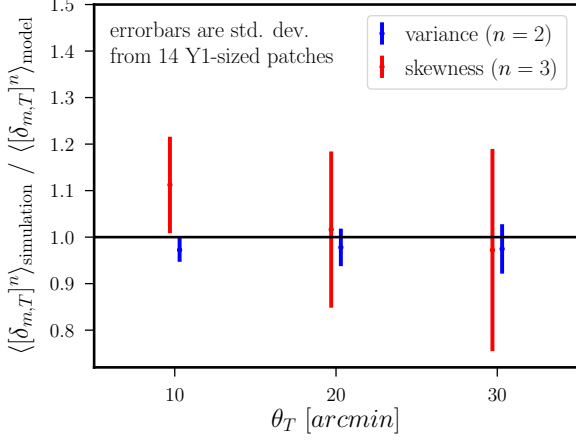 errorbars are std. dev.
from 14 Y1-sized patches
variance (n = 2)
skewness (n = 3)
⟨[δ_{m,T}]^n⟩_simulation / ⟨[δ_{m,T}]^n⟩_model
1.5
1.4
1.3
1.2
1.1
1.0
0.9
0.8
10
20
30
θ_T [arcmin]